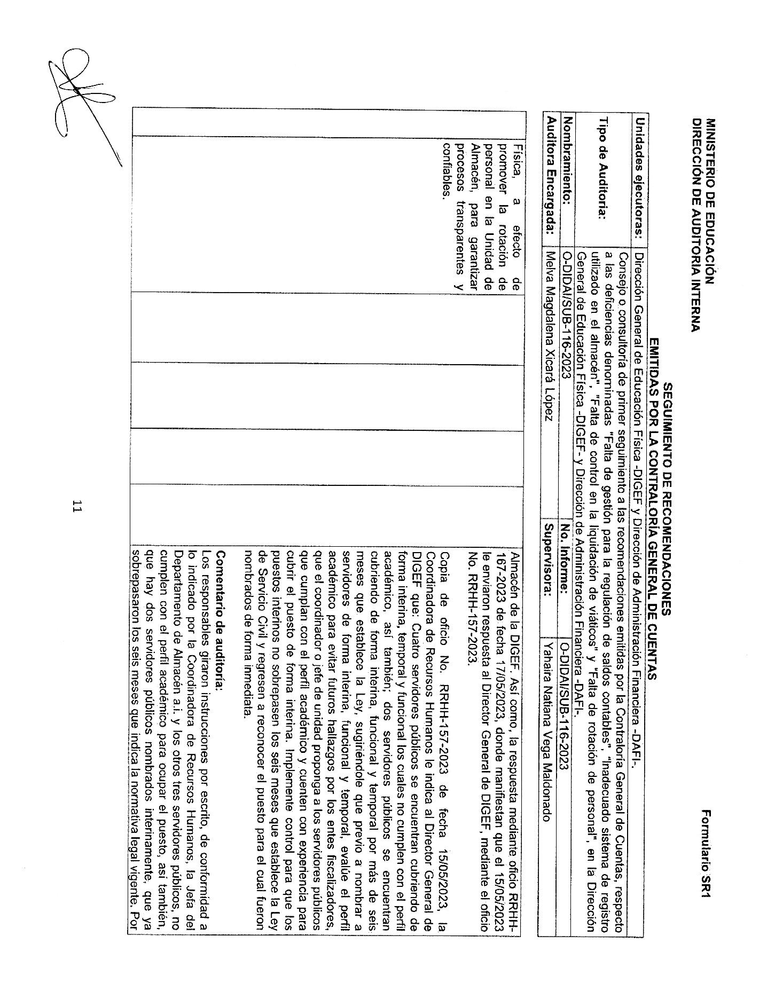 MINISTERIO DE EDUCACIÓN
DIRECCIÓN DE AUDITORIA INTERNA
Formulario SR1
SEGUIMIENTO DE RECOMENDACIONES
EMITIDAS POR LA CONTRALORÍA GENERAL DE CUENTAS
Unidades ejecutoras: Dirección General de Educación Física -DIGEF y Dirección de Administración Financiera -DAFI-.
Tipo de Auditoria:
Consejo o consultoría de primer seguimiento a las recomendaciones emitidas por la Contraloría General de Cuentas, respecto
a las deficiencias denominadas "Falta de gestión para la regulación de saldos contables", "Inadecuado sistema de registro
utilizado en el almacén", "Falta de control en la liquidación de viáticos" y "Falta de rotación de personal", en la Dirección
General de Educación Física -DIGEF- y Dirección de Administración Financiera -DAFI-.
Nombramiento: O-DIDAI/SUB-116-2023 No. Informe: O-DIDAI/SUB-116-2023
Auditora Encargada: Melva Magdalena Xicará López Supervisora: Yahaira Natiana Vega Maldonado
Física, a efecto de
promover la rotación de
personal en la Unidad de
Almacén, para garantizar
procesos transparentes y
confiables.
Almacén de la DIGEF. Así como, la respuesta mediante oficio RRHH-
167-2023 de fecha 17/05/2023, donde manifiestan que el 15/05/2023
le enviaron respuesta al Director General de DIGEF, mediante el oficio
No. RRHH-157-2023.
Copia de oficio No. RRHH-157-2023 de fecha 15/05/2023, la
Coordinadora de Recursos Humanos le indica al Director General de
DIGEF que: Cuatro servidores públicos se encuentran cubriendo de
forma interina, temporal y funcional los cuales no cumplen con el perfil
académico, así también; dos servidores públicos se encuentran
cubriendo de forma interina, funcional y temporal por más de seis
meses que establece la Ley, sugiriéndole que previo a nombrar a
servidores de forma interina, funcional y temporal, evalúe el perfil
académico para evitar futuros hallazgos por los entes fiscalizadores,
que el coordinador o jefe de unidad proponga a los servidores públicos
que cumplan con el perfil académico y cuenten con experiencia para
cubrir el puesto de forma interina. Implemente control para que los
puestos interinos no sobrepasen los seis meses que establece la Ley
de Servicio Civil y regresen a reconocer el puesto para el cual fueron
nombrados de forma inmediata.
Comentario de auditoría:
Los responsables giraron instrucciones por escrito, de conformidad a
lo indicado por la Coordinadora de Recursos Humanos, la Jefa del
Departamento de Almacén a.i. y los otros tres servidores públicos, no
cumplen con el perfil académico para ocupar el puesto, así también,
que hay dos servidores públicos nombrados interinamente, que ya
sobrepasaron los seis meses que indica la normativa legal vigente. Por
11